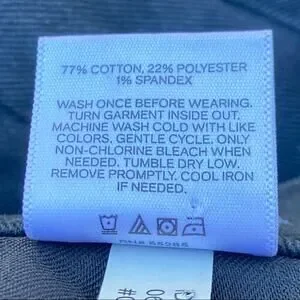 77% COTTON, 22% POLYESTER
1% SPANDEX
WASH ONCE BEFORE WEARING.
TURN GARMENT INSIDE OUT.
MACHINE WASH COLD WITH LIKE
COLORS. GENTLE CYCLE. ONLY
NON-CHLORINE BLEACH WHEN
NEEDED. TUMBLE DRY LOW.
REMOVE PROMPTLY. COOL IRON
IF NEEDED.